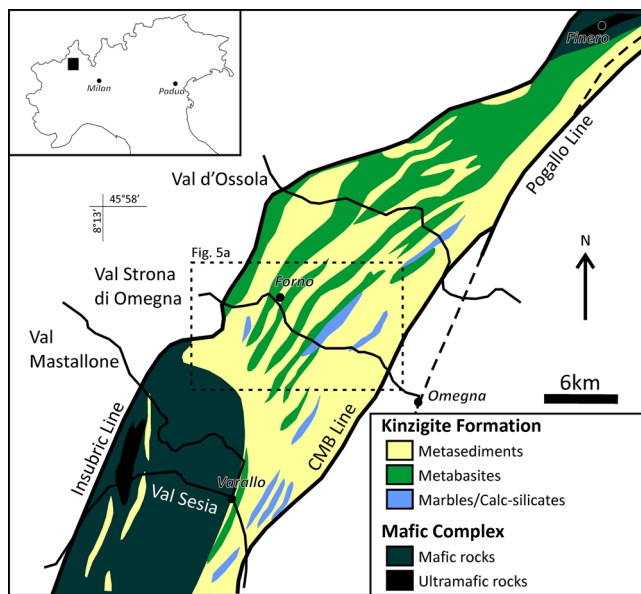 Milan
Padua
Finero
Pogallo Line
Val d'Ossola
45°58'
8°13'
Fig. 5a
N
Val Strona
di Omegna
Forno
Val
Mastallone
6km
Omegna
Insubric Line
CMB Line
Varallo
Val Sesia
Kinzigite Formation
Metasediments
Metabasites
Marbles/Calc-silicates
Mafic Complex
Mafic rocks
Ultramafic rocks